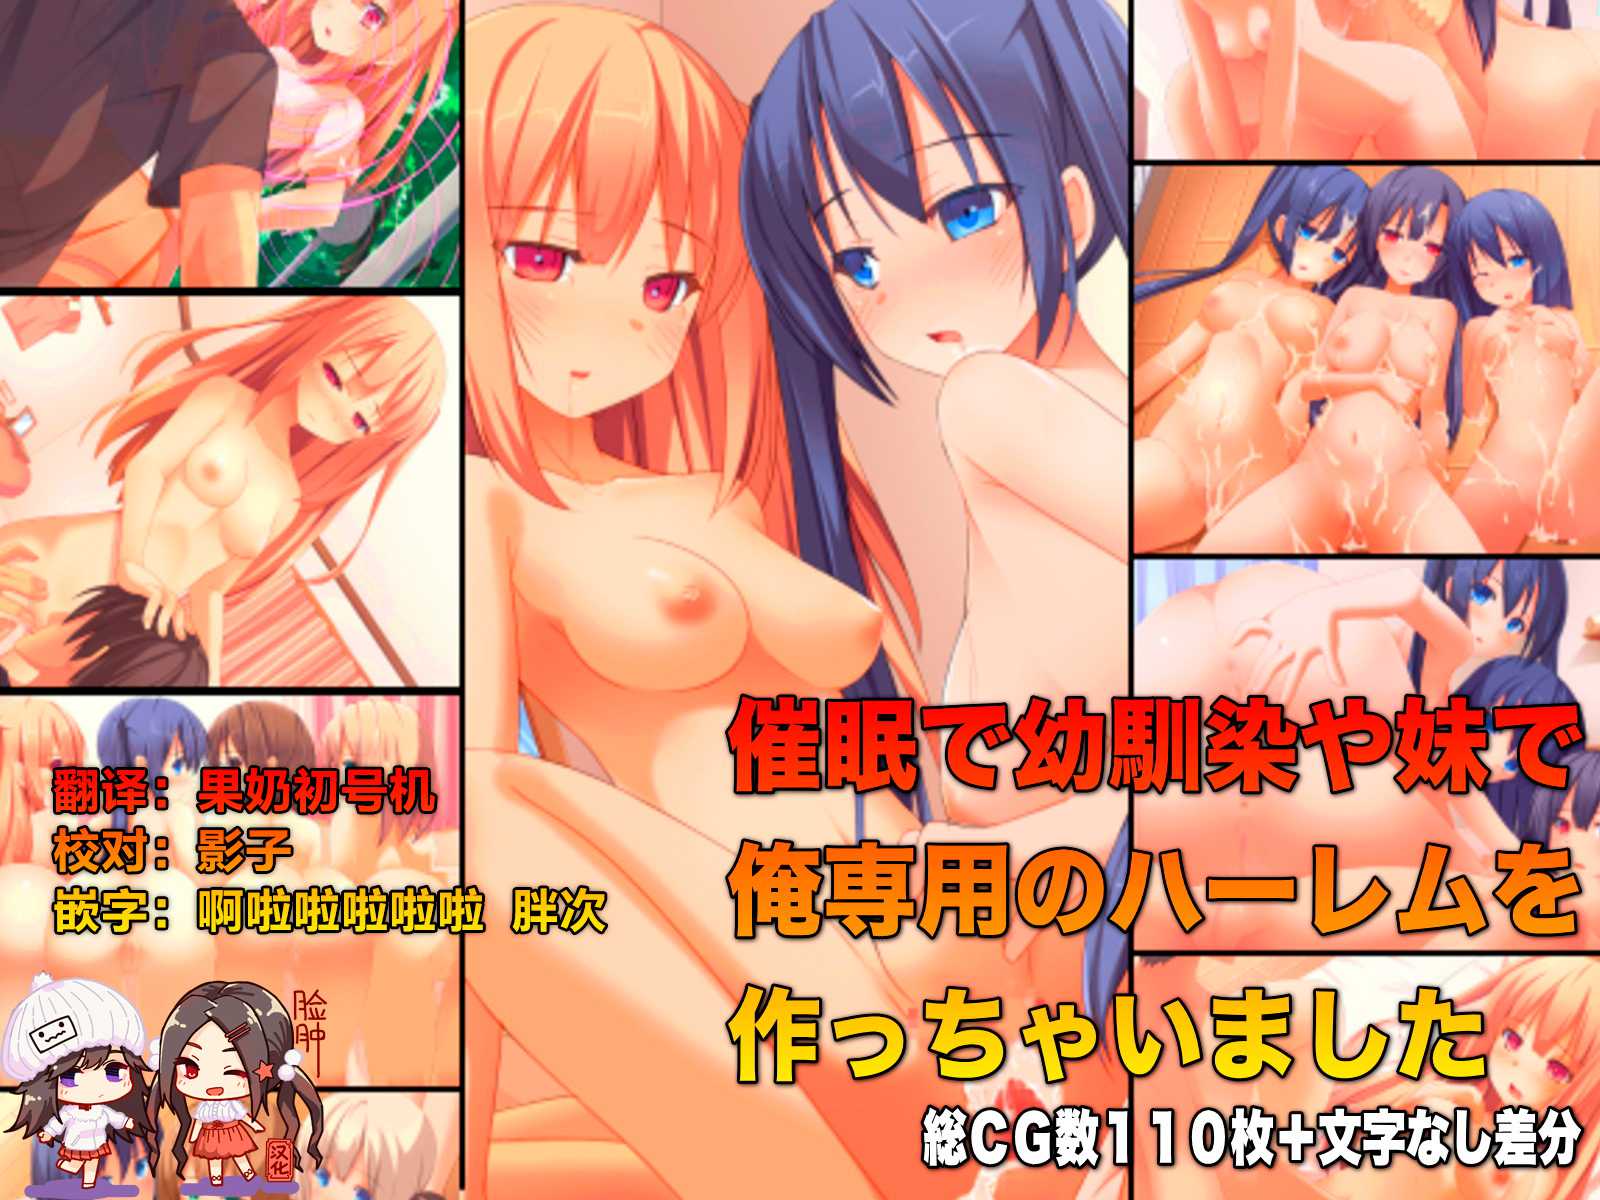 催眠で幼馴染や妹で
俺専用のハーレムを
作っちゃいました
総CG数110枚+文字なし差分
翻译：果奶初号机
校对：影子
嵌字：啊啦啦啦啦啦 胖次
脸肿
汉化